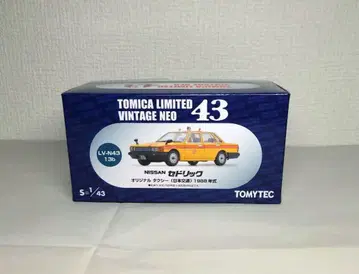 TOMICA LIMITED
VINTAGE NEO
43
LV-N43
13b
NISSAN セドリック
オリジナル タクシー (日本交通) 1988年式
S=1/43
TOMYTEC